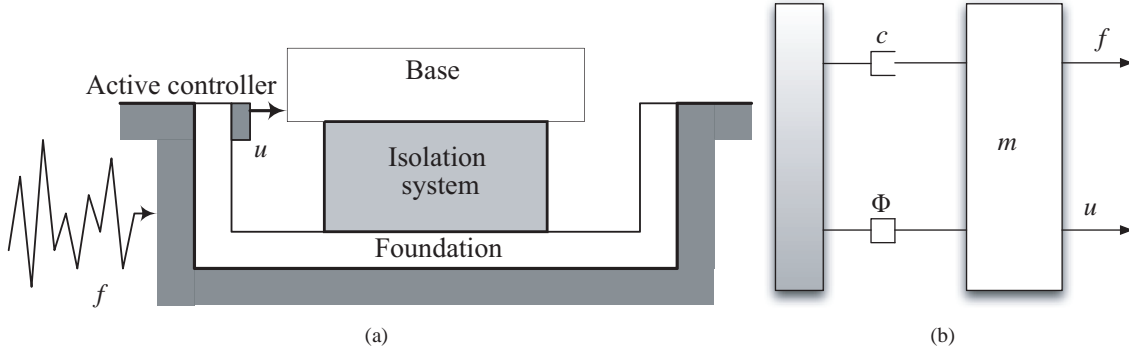 Base
Active controller
u
Isolation
system
Foundation
f
(a)
c
f
m
Φ
u
(b)